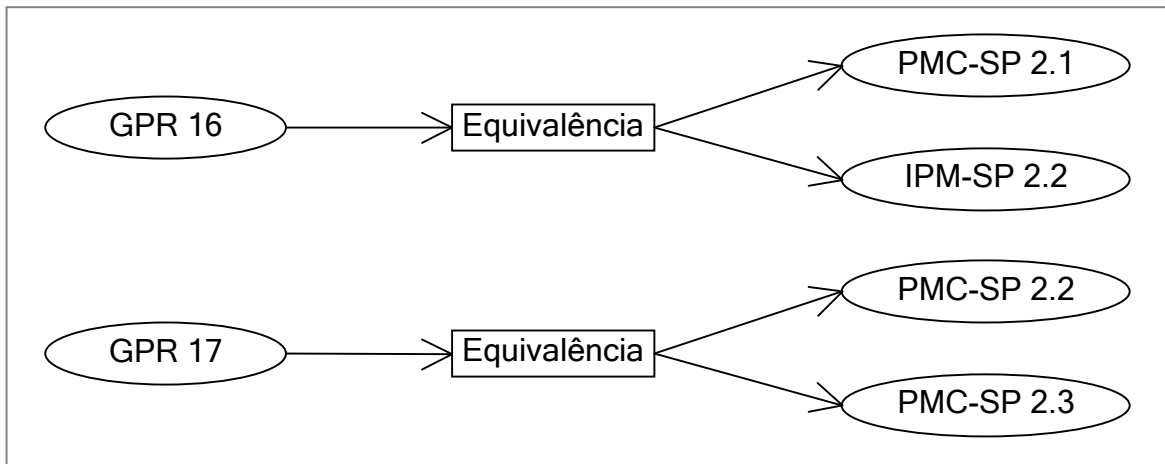 PMC-SP 2.1
GPR 16
Equivalência
IPM-SP 2.2
PMC-SP 2.2
GPR 17
Equivalência
PMC-SP 2.3